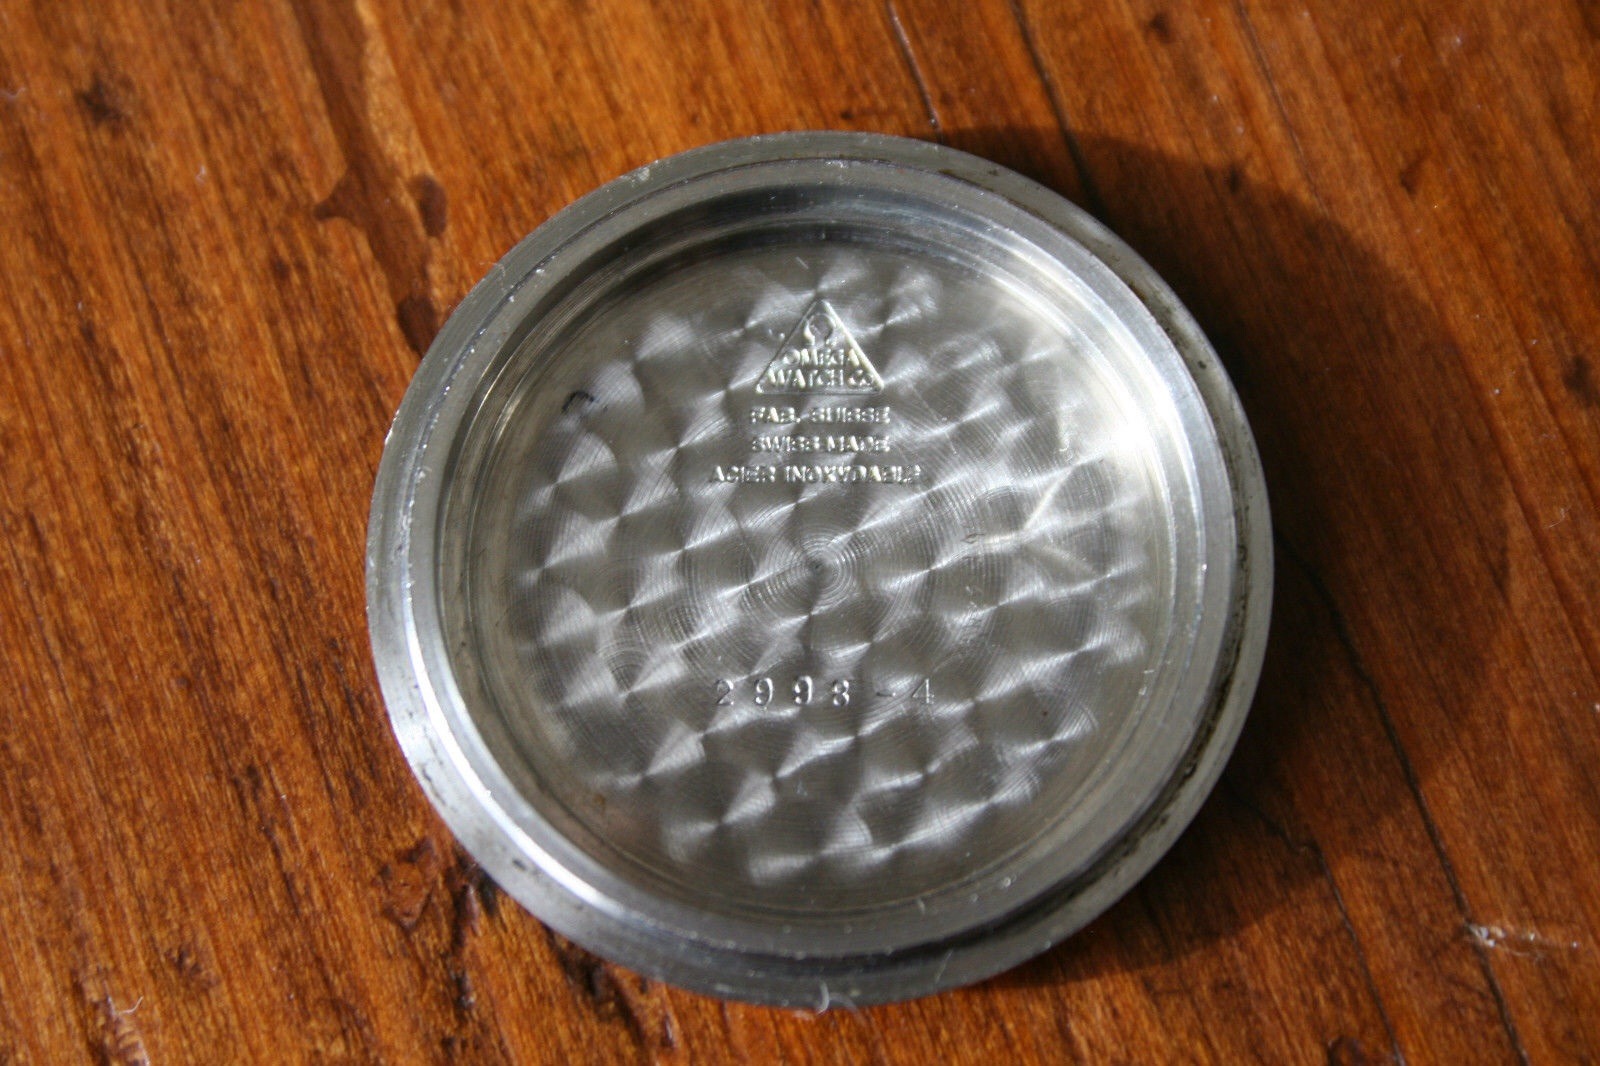 OMEGA
WATCH Co
FAB.-SUISSE
SWISS MADE
ACIER INOXYDABLE
2998-4